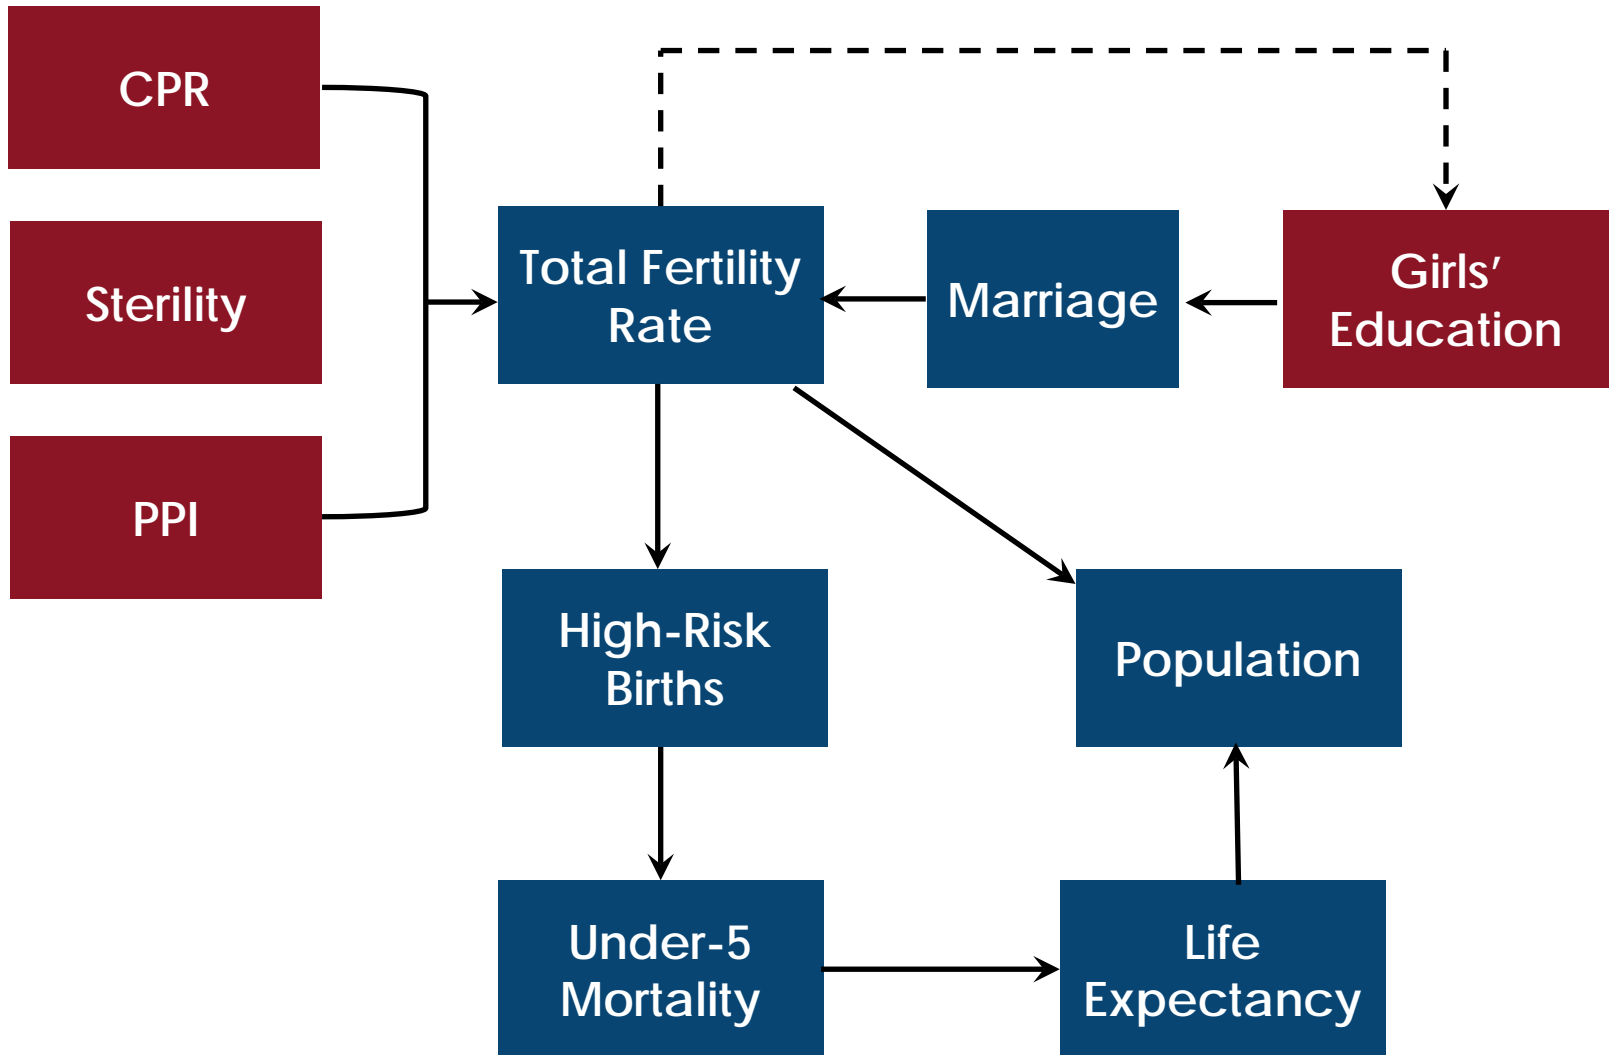 CPR
Sterility
PPI
Total Fertility
Rate
Marriage
Girls’
Education
High-Risk
Births
Population
Under-5
Mortality
Life
Expectancy